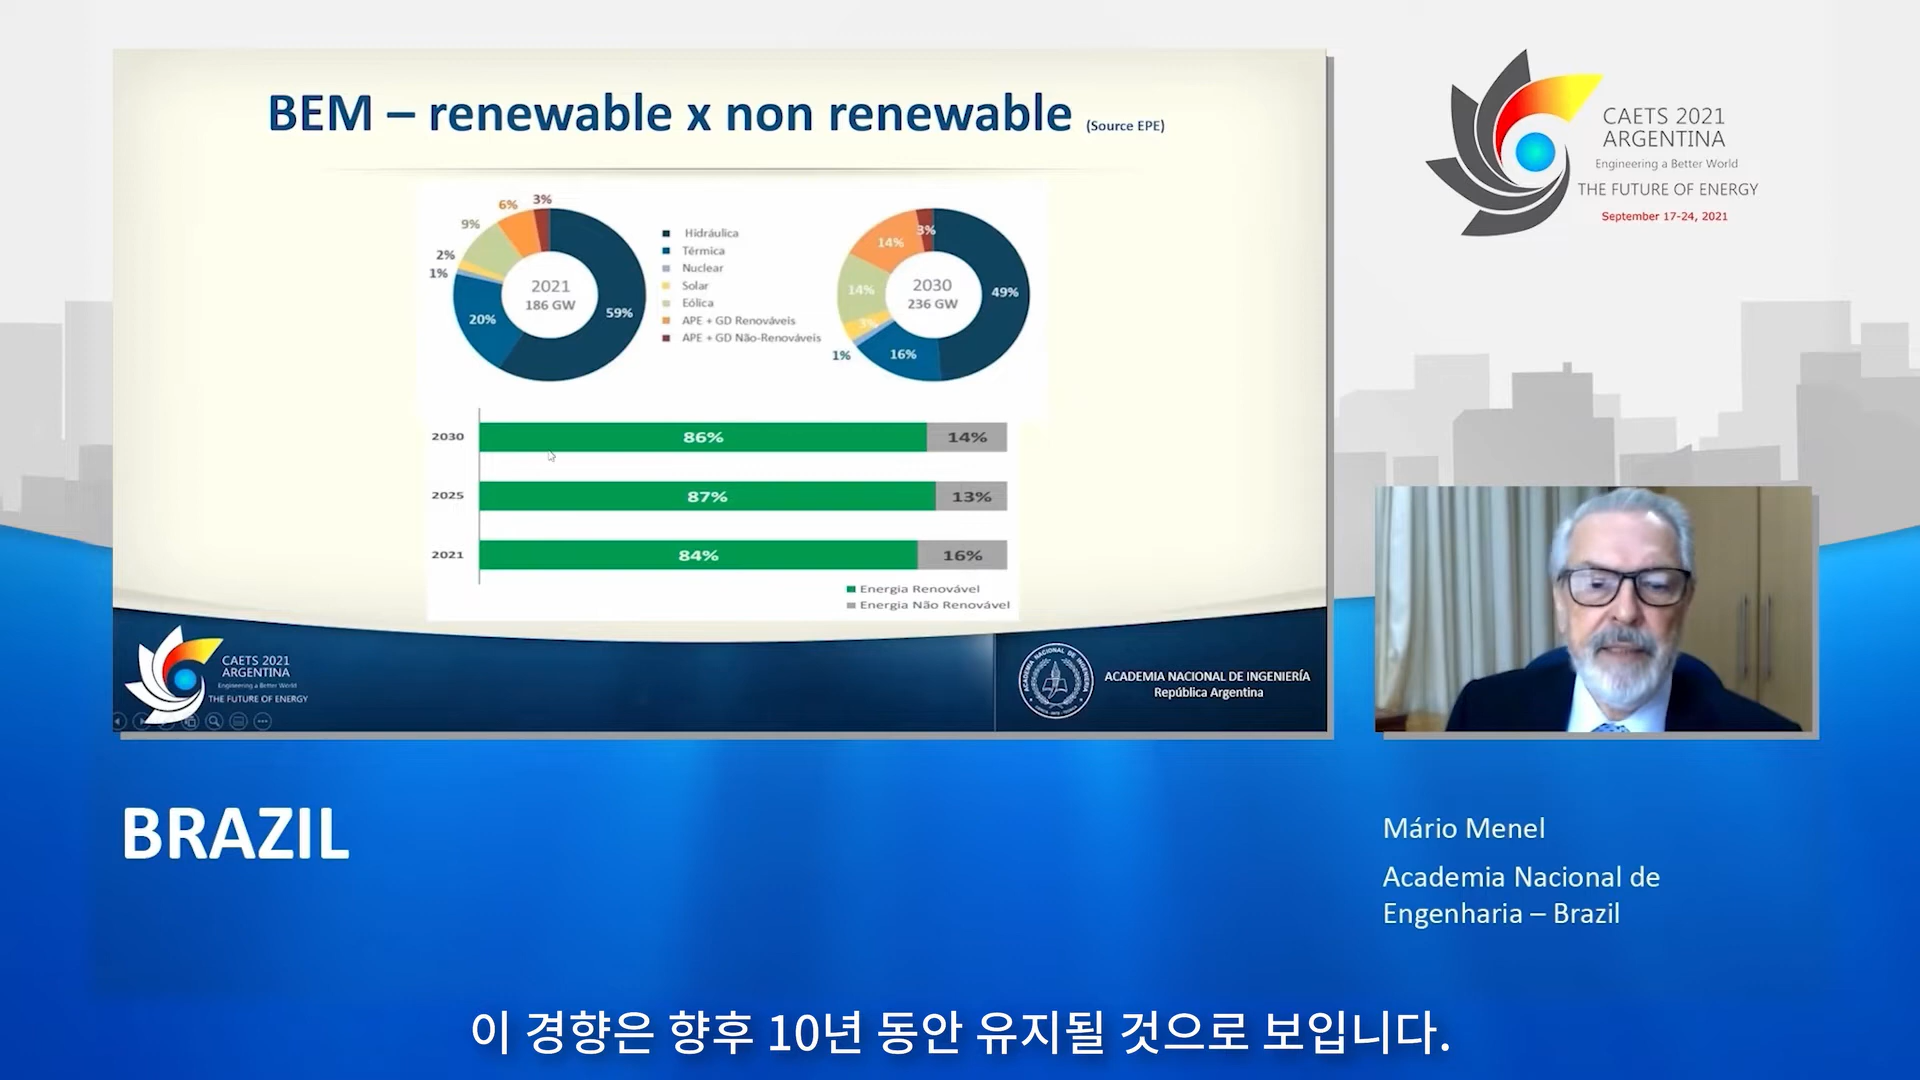 BEM – renewable x non renewable (Source EPE)
6% 3%
9%
2%
1%
20%
59%
2021
186 GW
Hidráulica
Térmica
Nuclear
Solar
Eólica
APE + GD Renováveis
APE + GD Não-Renováveis
3%
14%
14%
3%
1%
16%
49%
2030
236 GW
2030 86% 14%
2025 87% 13%
2021 84% 16%
Energia Renovável
Energia Não Renovável
CAETS 2021
ARGENTINA
Engineering a Better World
THE FUTURE OF ENERGY
ACADEMIA NACIONAL DE INGENIERÍA
República Argentina
CAETS 2021
ARGENTINA
Engineering a Better World
THE FUTURE OF ENERGY
September 17-24, 2021
BRAZIL
Mário Menel
Academia Nacional de
Engenharia – Brazil
이 경향은 향후 10년 동안 유지될 것으로 보입니다.